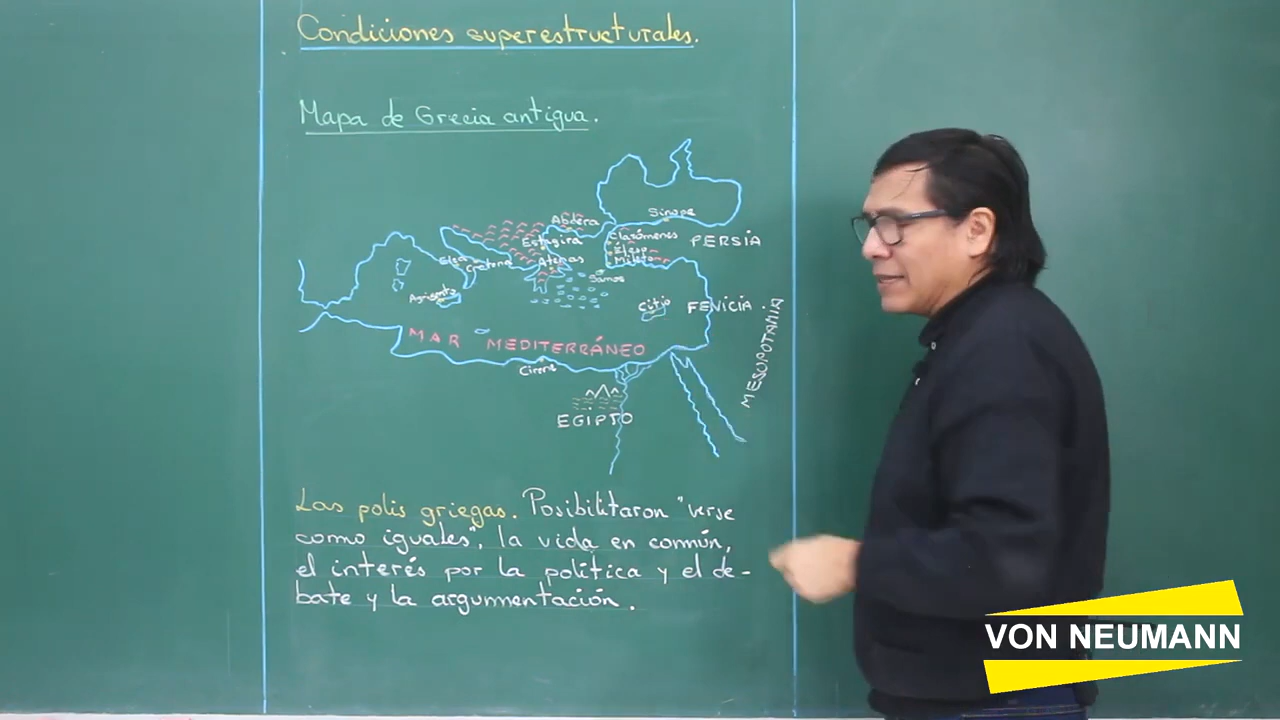 Condiciones superestructurales.
Mapa de Grecia antigua.
Sinope
Abdera
Clazómenes
PERSIA
Estagira
Éfeso
Elea
Crotona
Atenas
Mileto
Samos
Agrigento
Citio
FENICIA
MESOPOTAMIA
MAR MEDITERRÁNEO
Cirene
EGIPTO
Las polis griegas. Posibilitaron "verse
como iguales", la vida en común,
el interés por la política y el de-
bate y la argumentación.
VON NEUMANN